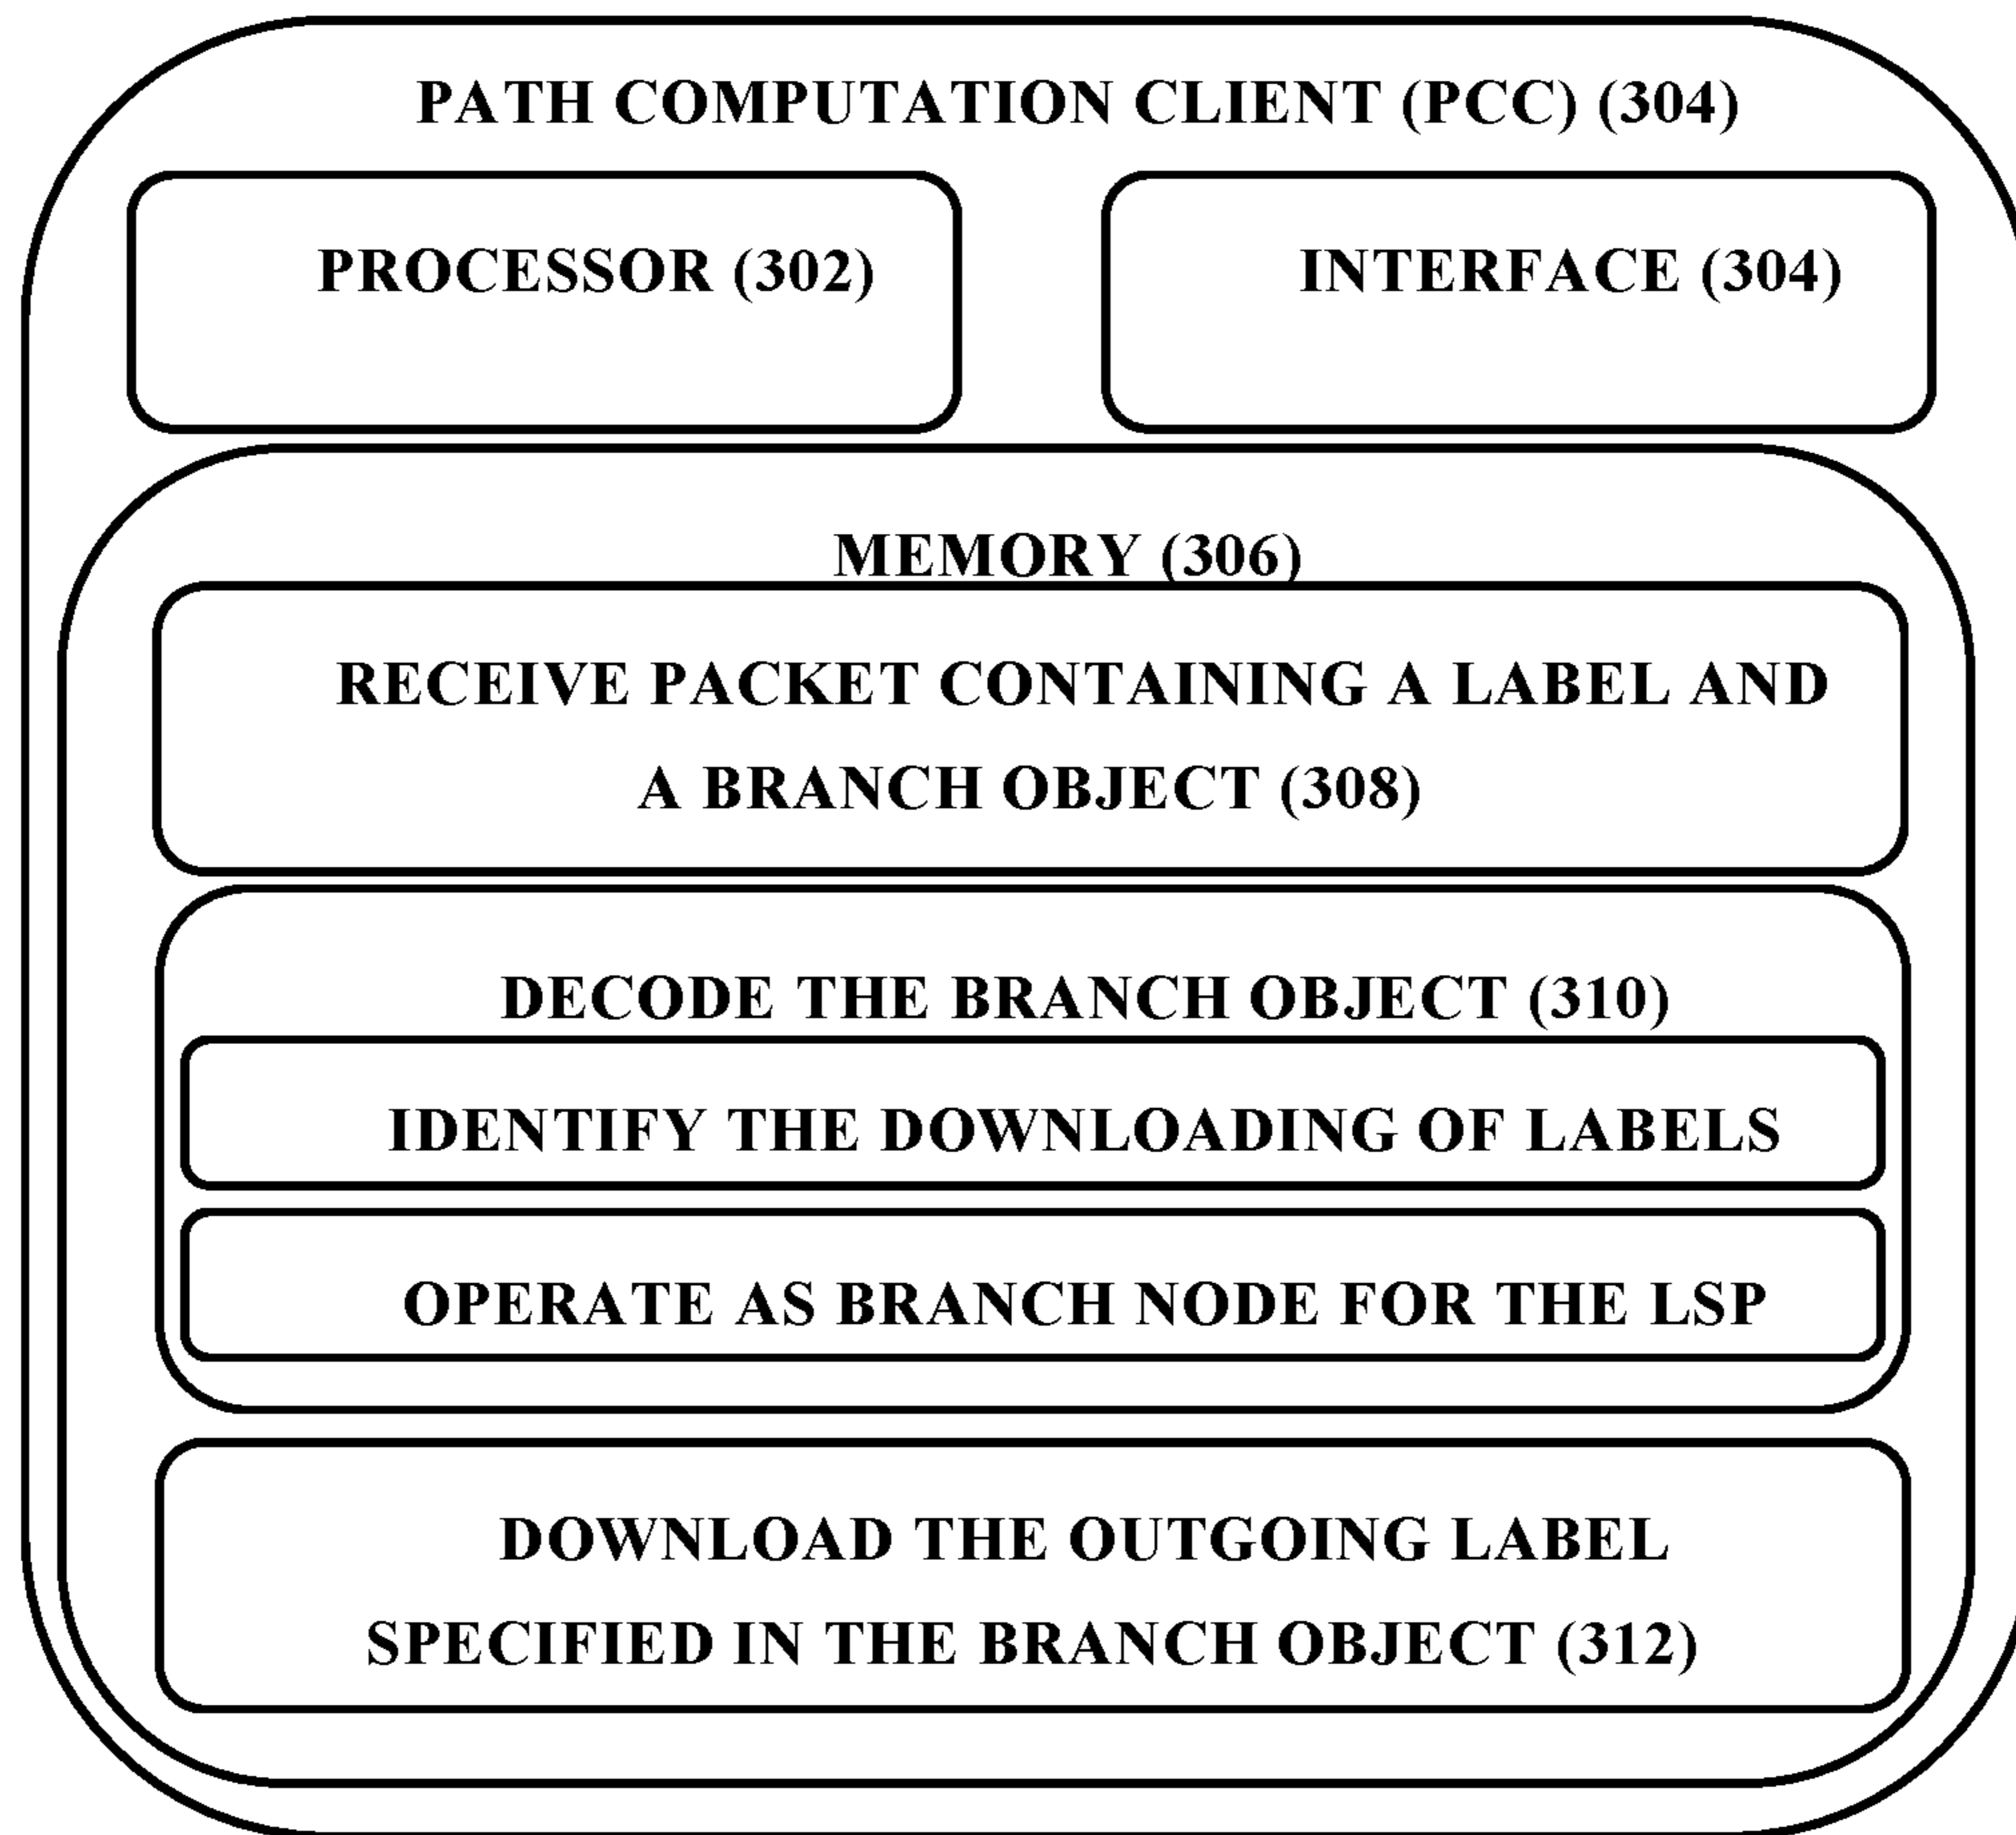 PATH COMPUTATION CLIENT (PCC) (304)
PROCESSOR (302)
INTERFACE (304)
MEMORY (306)
RECEIVE PACKET CONTAINING A LABEL AND
A BRANCH OBJECT (308)
DECODE THE BRANCH OBJECT (310)
IDENTIFY THE DOWNLOADING OF LABELS
OPERATE AS BRANCH NODE FOR THE LSP
DOWNLOAD THE OUTGOING LABEL
SPECIFIED IN THE BRANCH OBJECT (312)